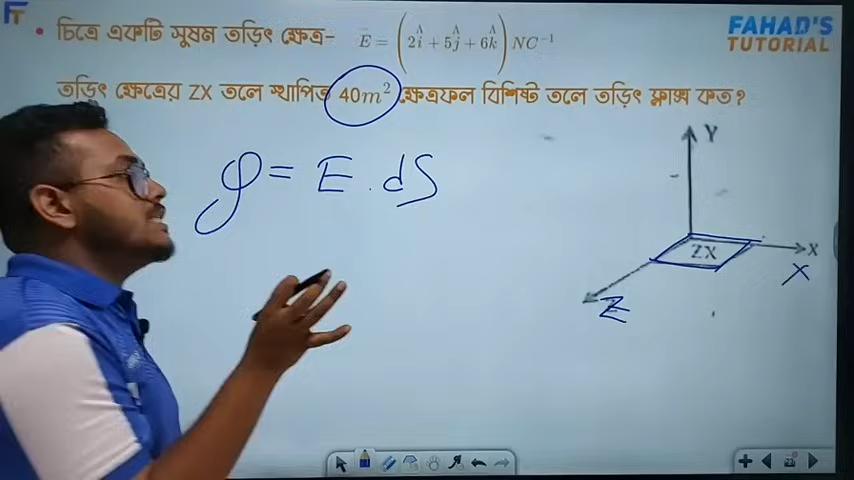 FT
FAHAD'S
TUTORIAL
• চিত্রে একটি সুষম তড়িৎ ক্ষেত্র- E = (2î + 5ĵ + 6k̂) NC⁻¹
তড়িৎ ক্ষেত্রের ZX তলে স্থাপিত 40m² ক্ষেত্রফল বিশিষ্ট তলে তড়িৎ ফ্লাক্স কত?
φ = E . dS
Y
ZX
X
X
Z